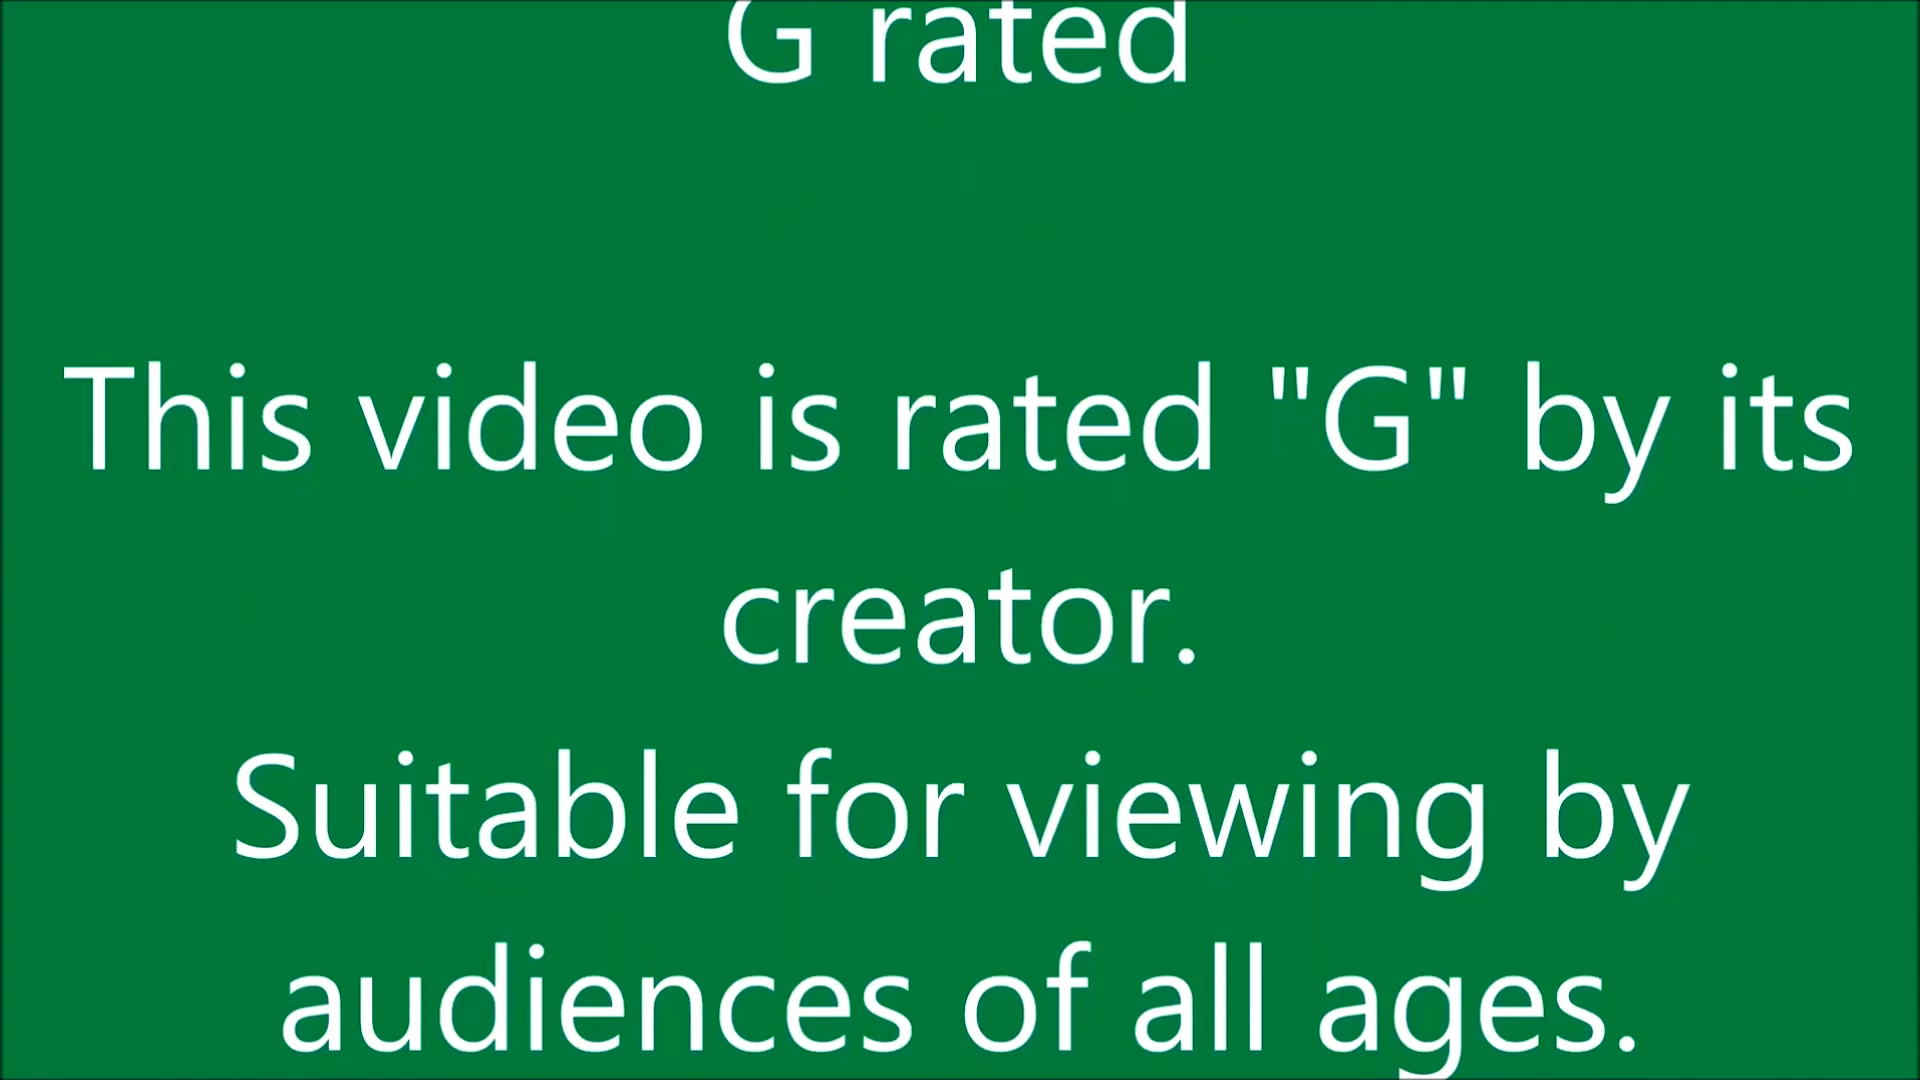 G rated
This video is rated "G" by its
creator.
Suitable for viewing by
audiences of all ages.